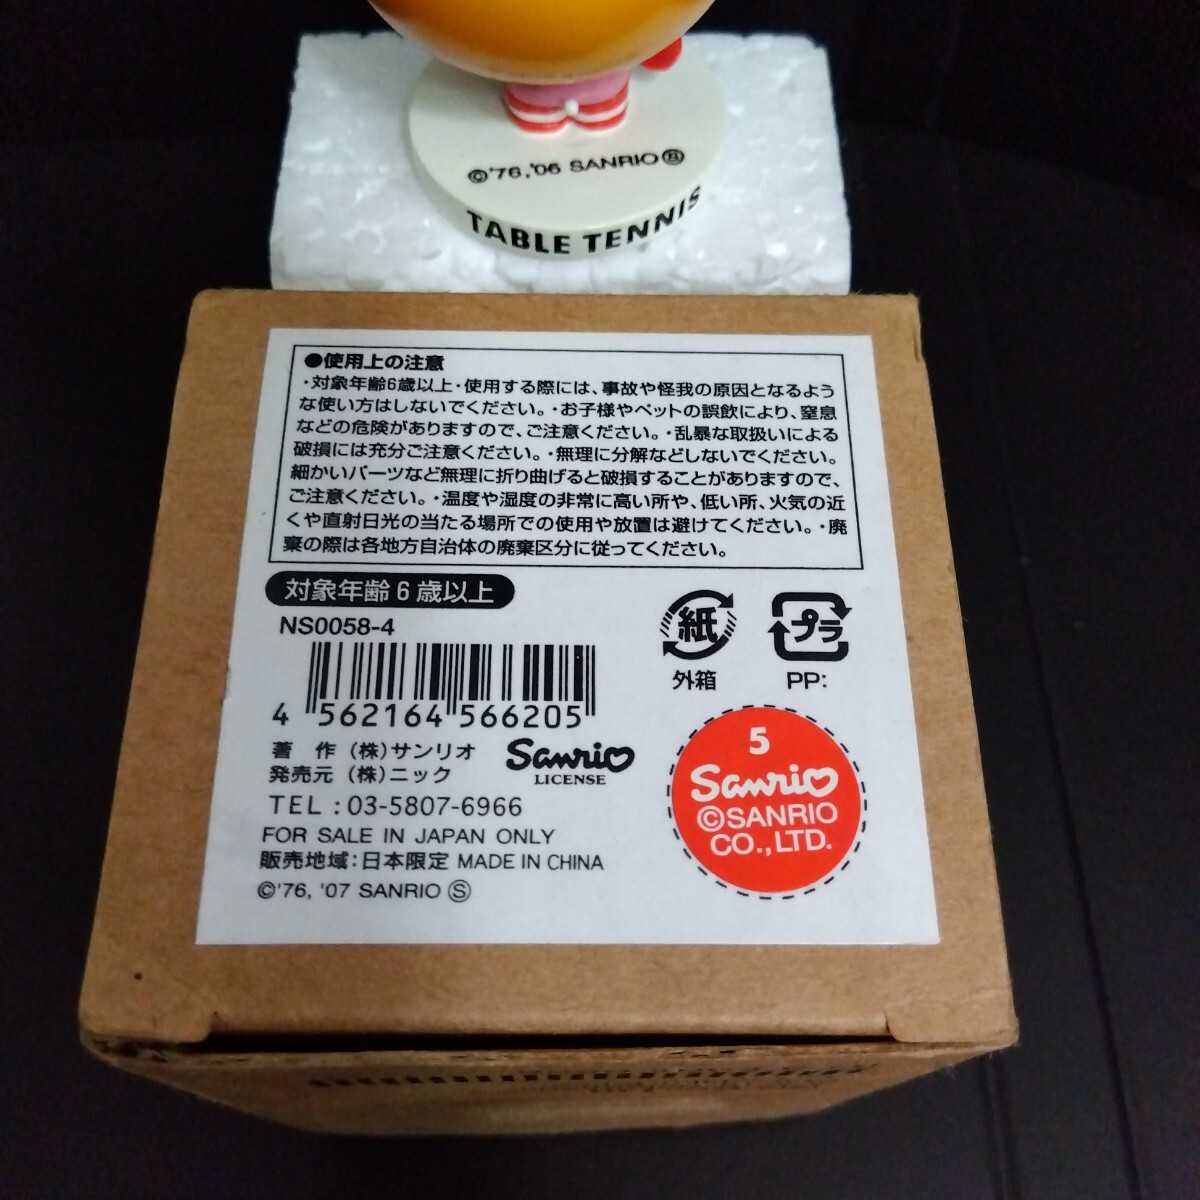 ©'76,'06 SANRIO Ⓢ
TABLE TENNIS
●使用上の注意
・対象年齢6歳以上・使用する際には、事故や怪我の原因となるよう
な使い方はしないでください。・お子様やペットの誤飲により、窒息
などの危険がありますので、ご注意ください。・乱暴な取扱いによる
破損には充分ご注意ください。・無理に分解などしないでください。
細かいパーツなど無理に折り曲げると破損することがありますので、
ご注意ください。・温度や湿度の非常に高い所や、低い所、火気の近
くや直射日光の当たる場所での使用や放置は避けてください。・廃
棄の際は各地方自治体の廃棄区分に従ってください。
対象年齢6歳以上
NS0058-4
4 562164 566205
紙
外箱
プラ
PP:
著 作 (株)サンリオ
発売元 (株)ニック
Sanrio
LICENSE
TEL:03-5807-6966
FOR SALE IN JAPAN ONLY
販売地域:日本限定 MADE IN CHINA
©'76, '07 SANRIO Ⓢ
5
Sanrio
©SANRIO
CO.,LTD.